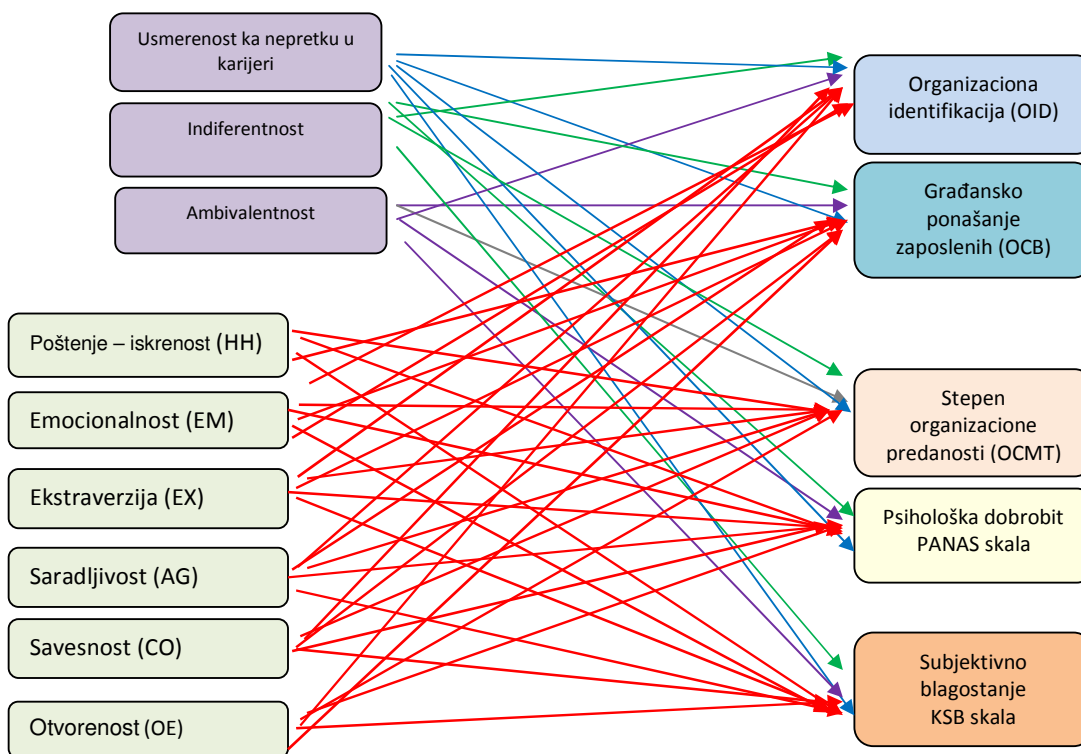 Usmerenost ka nepretku u
karijeri
Indiferentnost
Ambivalentnost
Poštenje – iskrenost (HH)
Emocionalnost (EM)
Ekstraverzija (EX)
Saradljivost (AG)
Savesnost (CO)
Otvorenost (OE)
Organizaciona
identifikacija (OID)
Građansko
ponašanje
zaposlenih (OCB)
Stepen
organizacione
predanosti (OCMT)
Psihološka dobrobit
PANAS skala
Subjektivno
blagostanje
KSB skala